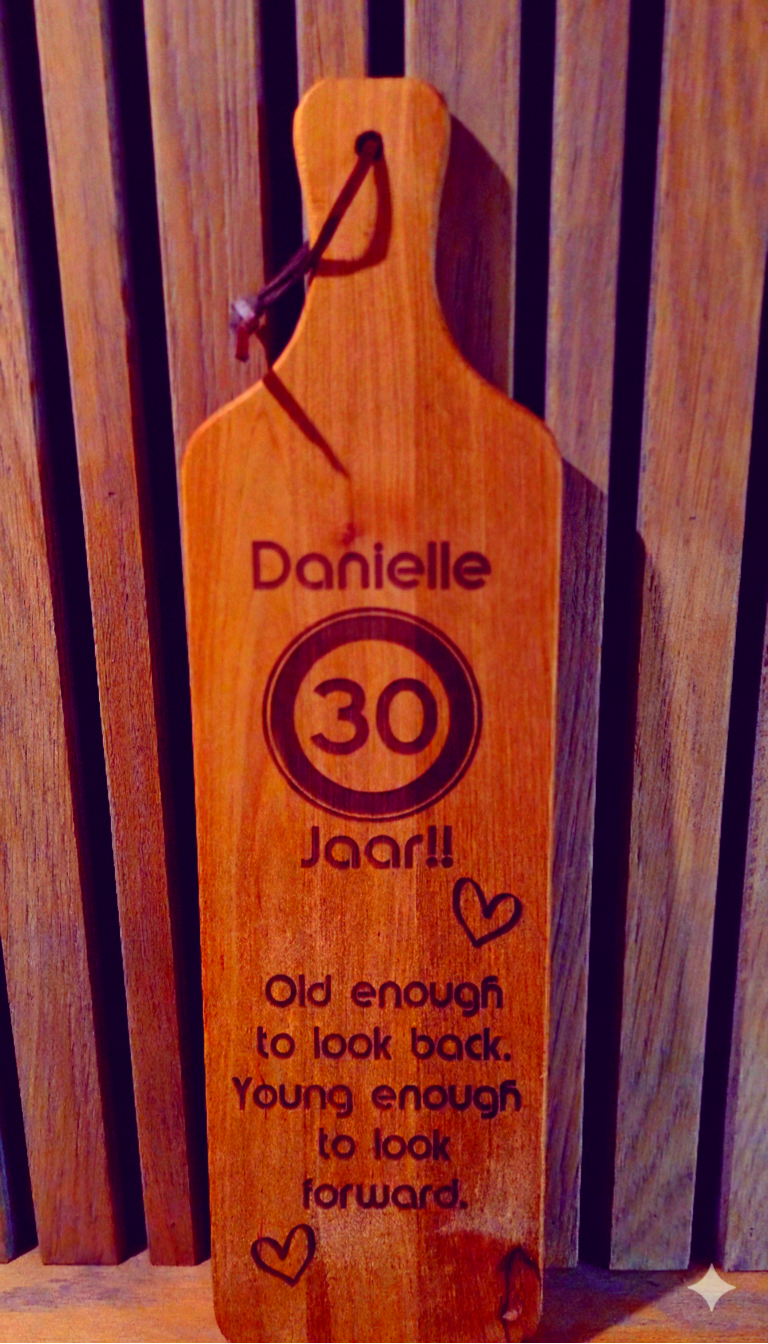 Danielle
30
Jaar!!
Old enough
to look back.
Young enough
to look
forward.